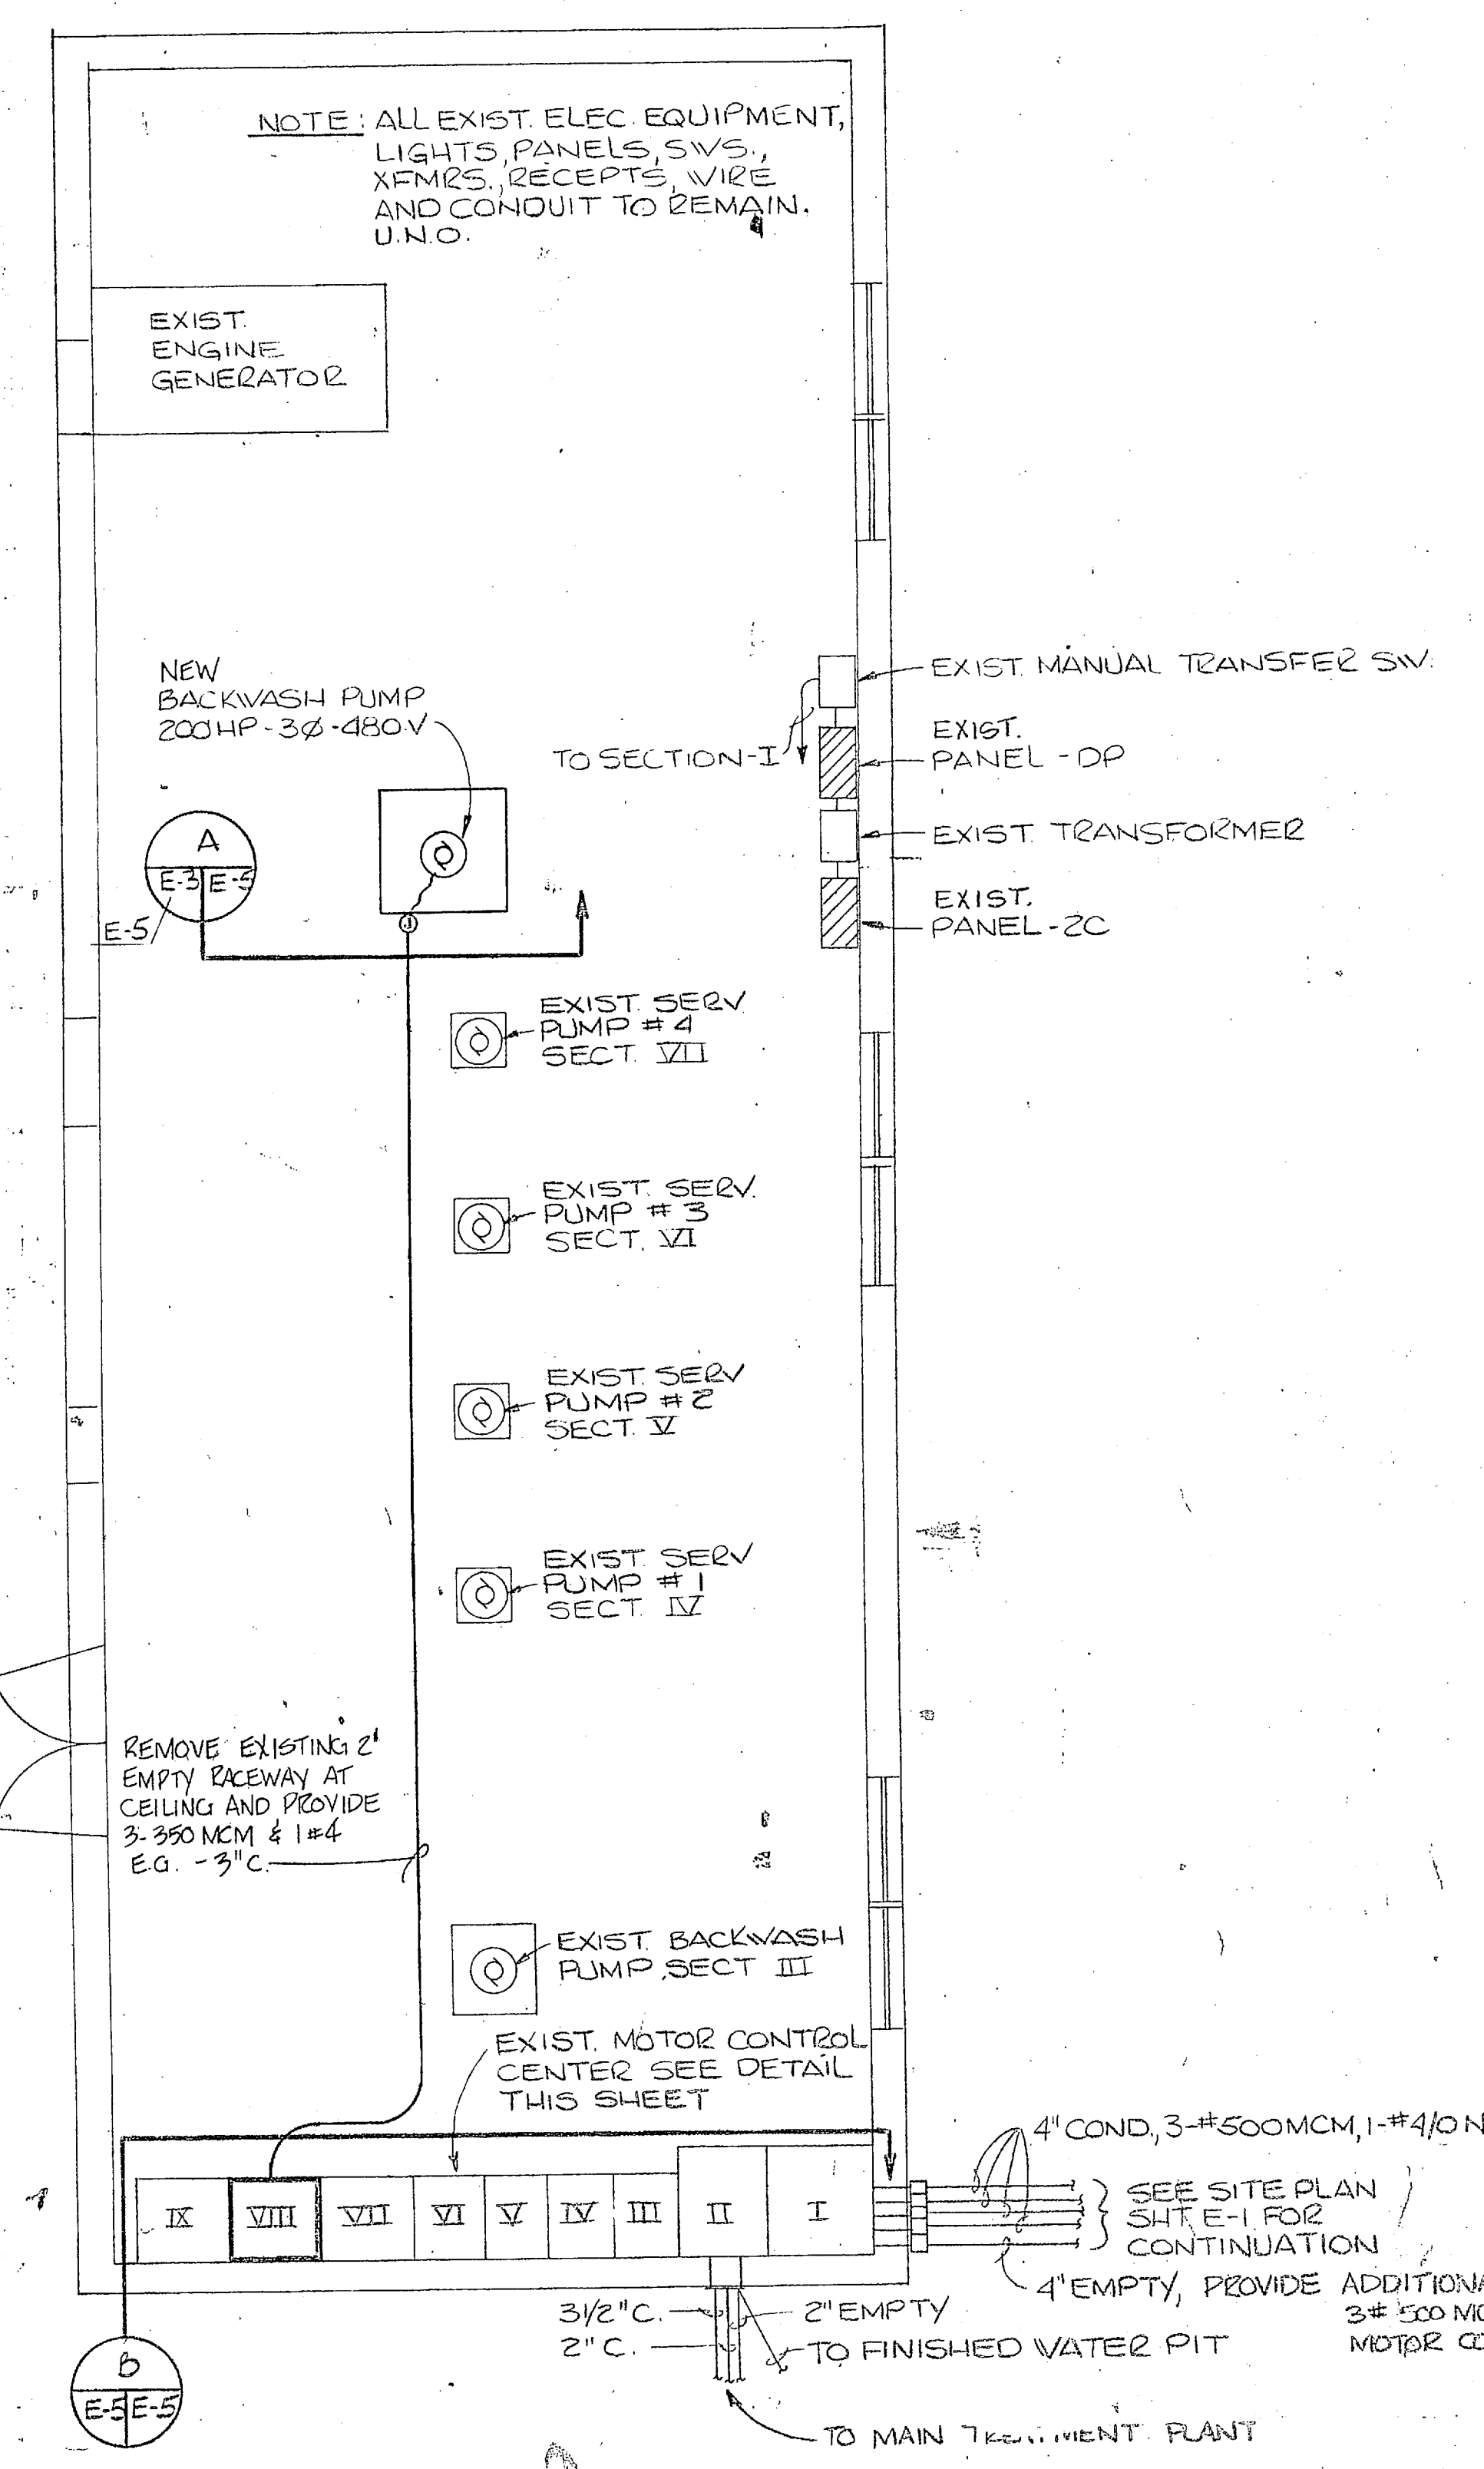 NOTE: ALL EXIST. ELEC. EQUIPMENT,
LIGHTS, PANELS, SWS.,
XFMRS., RECEPTS, WIRE
AND CONDUIT TO REMAIN.
U.N.O.
EXIST.
ENGINE
GENERATOR
NEW
BACKWASH PUMP
200HP-3Ø-480.V
EXIST. MANUAL TRANSFER SW.
TO SECTION-I
EXIST.
PANEL-DP
EXIST. TRANSFORMER
EXIST.
PANEL-2C
A
E-3 E-5
E-5
EXIST. SERV.
PUMP #4
SECT. VII
EXIST. SERV.
PUMP #3
SECT. VI
EXIST. SERV
PUMP #2
SECT. V
EXIST. SERV
PUMP #1
SECT. IV
REMOVE EXISTING 2"
EMPTY RACEWAY AT
CEILING AND PROVIDE
3-350 MCM & 1#4
E.G. - 3"C.
EXIST. BACKWASH
PUMP, SECT III
EXIST. MOTOR CONTROL
CENTER SEE DETAIL
THIS SHEET
4" COND., 3-#500MCM, 1-#4/0 N
IX VIII VII VI V IV III II I
SEE SITE PLAN
SHT. E-1 FOR
CONTINUATION
4" EMPTY, PROVIDE ADDITIONA
3# 500 MC
MOTOR CO
3 1/2"C.
2" EMPTY
2"C.
TO FINISHED WATER PIT
B
E-5 E-5
TO MAIN PLANT